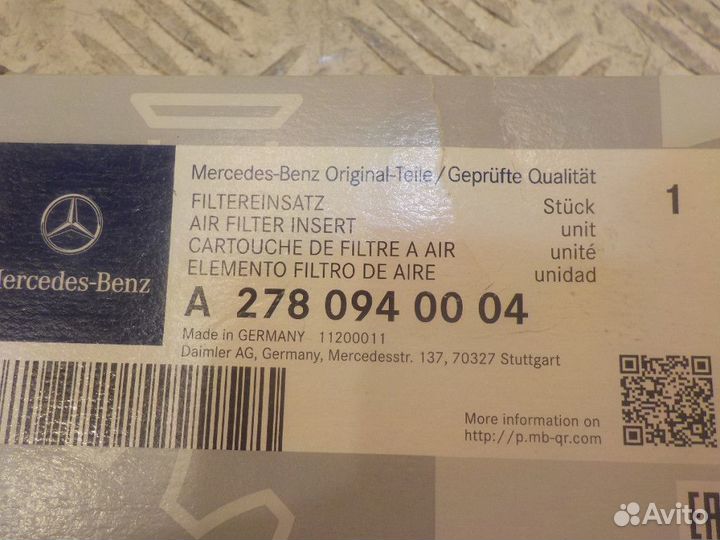 Mercedes-Benz Original-Teile/Geprüfte Qualität
FILTEREINSATZ Stück 1
AIR FILTER INSERT unit
CARTOUCHE DE FILTRE A AIR unité
ELEMENTO FILTRO DE AIRE unidad
Mercedes-Benz
A 278 094 00 04
Made in GERMANY 11200011
Daimler AG, Germany, Mercedesstr. 137, 70327 Stuttgart
More information on
http://p.mb-qr.com
EAC
Avito